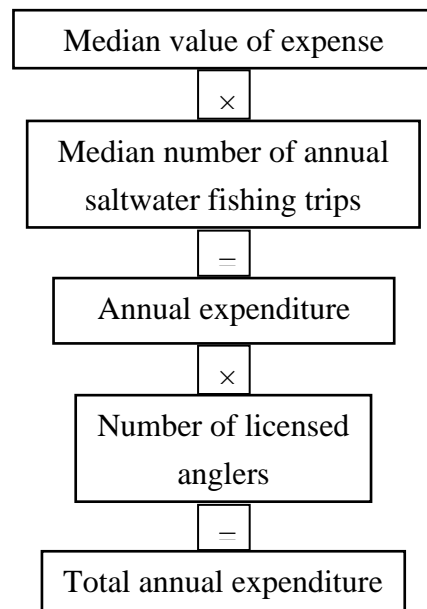 Median value of expense
×
Median number of annual
saltwater fishing trips
=
Annual expenditure
×
Number of licensed
anglers
=
Total annual expenditure